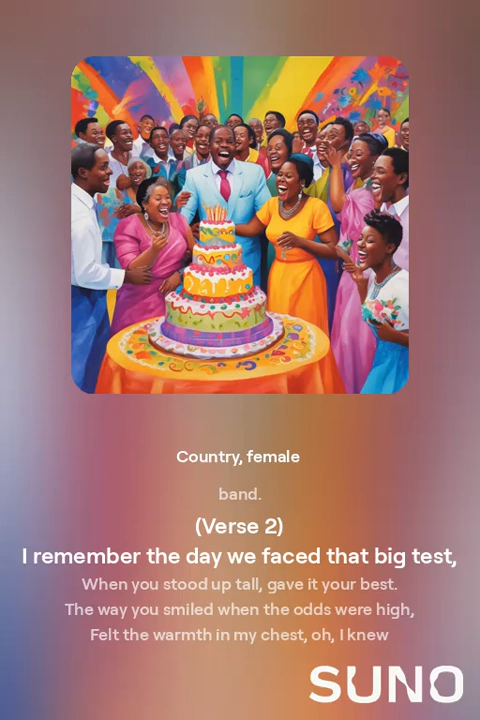 Country, female
band.
(Verse 2)
I remember the day we faced that big test,
When you stood up tall, gave it your best.
The way you smiled when the odds were high,
Felt the warmth in my chest, oh, I knew
SUNO